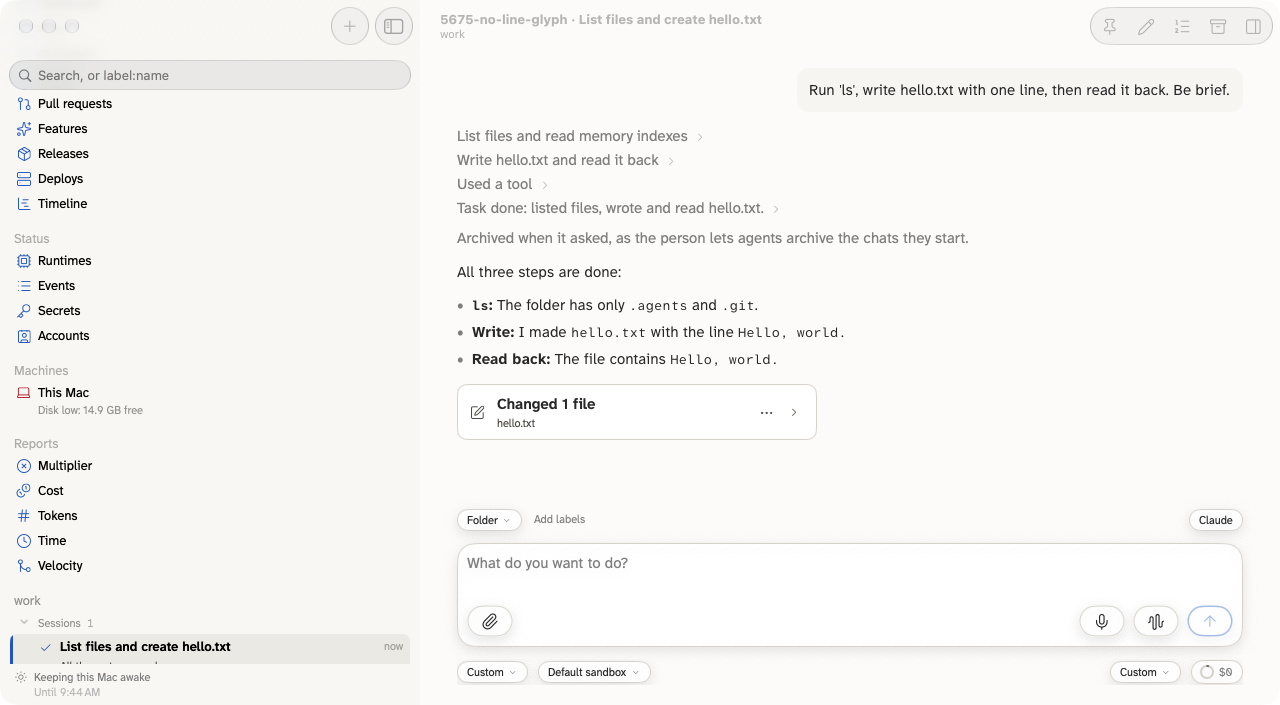 Search, or label:name
Pull requests
Features
Releases
Deploys
Timeline
Status
Runtimes
Events
Secrets
Accounts
Machines
This Mac
Disk low: 14.9 GB free
Reports
Multiplier
Cost
Tokens
Time
Velocity
work
Sessions 1
List files and create hello.txt now
Keeping this Mac awake
Until 9:44 AM
5675-no-line-glyph · List files and create hello.txt
work
Run 'ls', write hello.txt with one line, then read it back. Be brief.
List files and read memory indexes
Write hello.txt and read it back
Used a tool
Task done: listed files, wrote and read hello.txt.
Archived when it asked, as the person lets agents archive the chats they start.
All three steps are done:
• ls: The folder has only .agents and .git.
• Write: I made hello.txt with the line Hello, world.
• Read back: The file contains Hello, world.
Changed 1 file
hello.txt
Folder Add labels Claude
What do you want to do?
Custom Default sandbox Custom $0